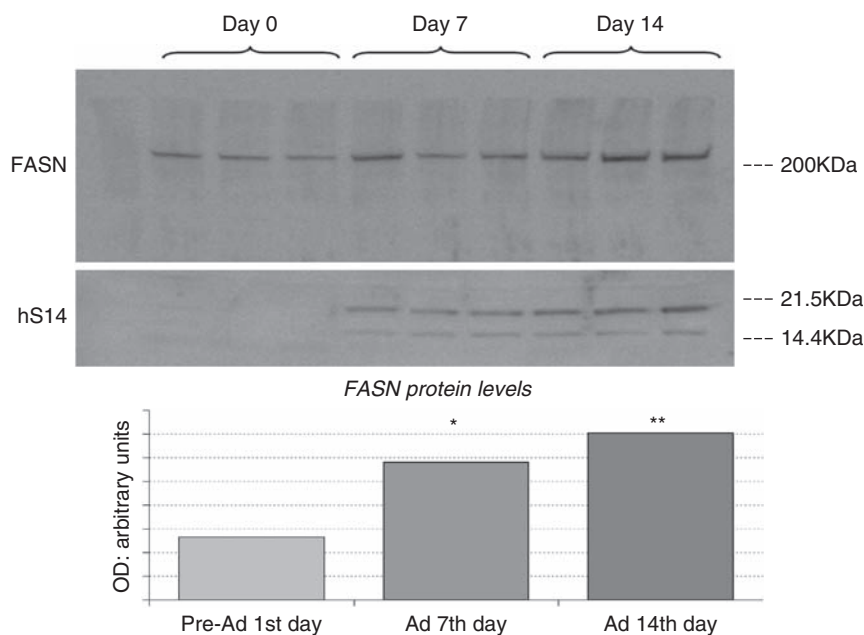 Day 0 Day 7 Day 14
FASN --- 200KDa
hS14 --- 21.5KDa
--- 14.4KDa
FASN protein levels
* **
OD: arbitrary units
Pre-Ad 1st day Ad 7th day Ad 14th day